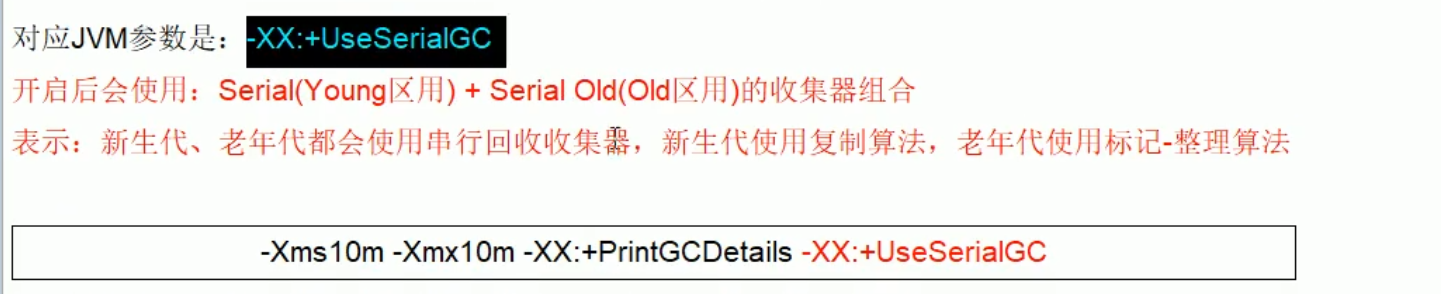 对应JVM参数是：-XX:+UseSerialGC
开启后会使用：Serial(Young区用) + Serial Old(Old区用)的收集器组合
表示：新生代、老年代都会使用串行回收收集器，新生代使用复制算法，老年代使用标记-整理算法
-Xms10m -Xmx10m -XX:+PrintGCDetails -XX:+UseSerialGC